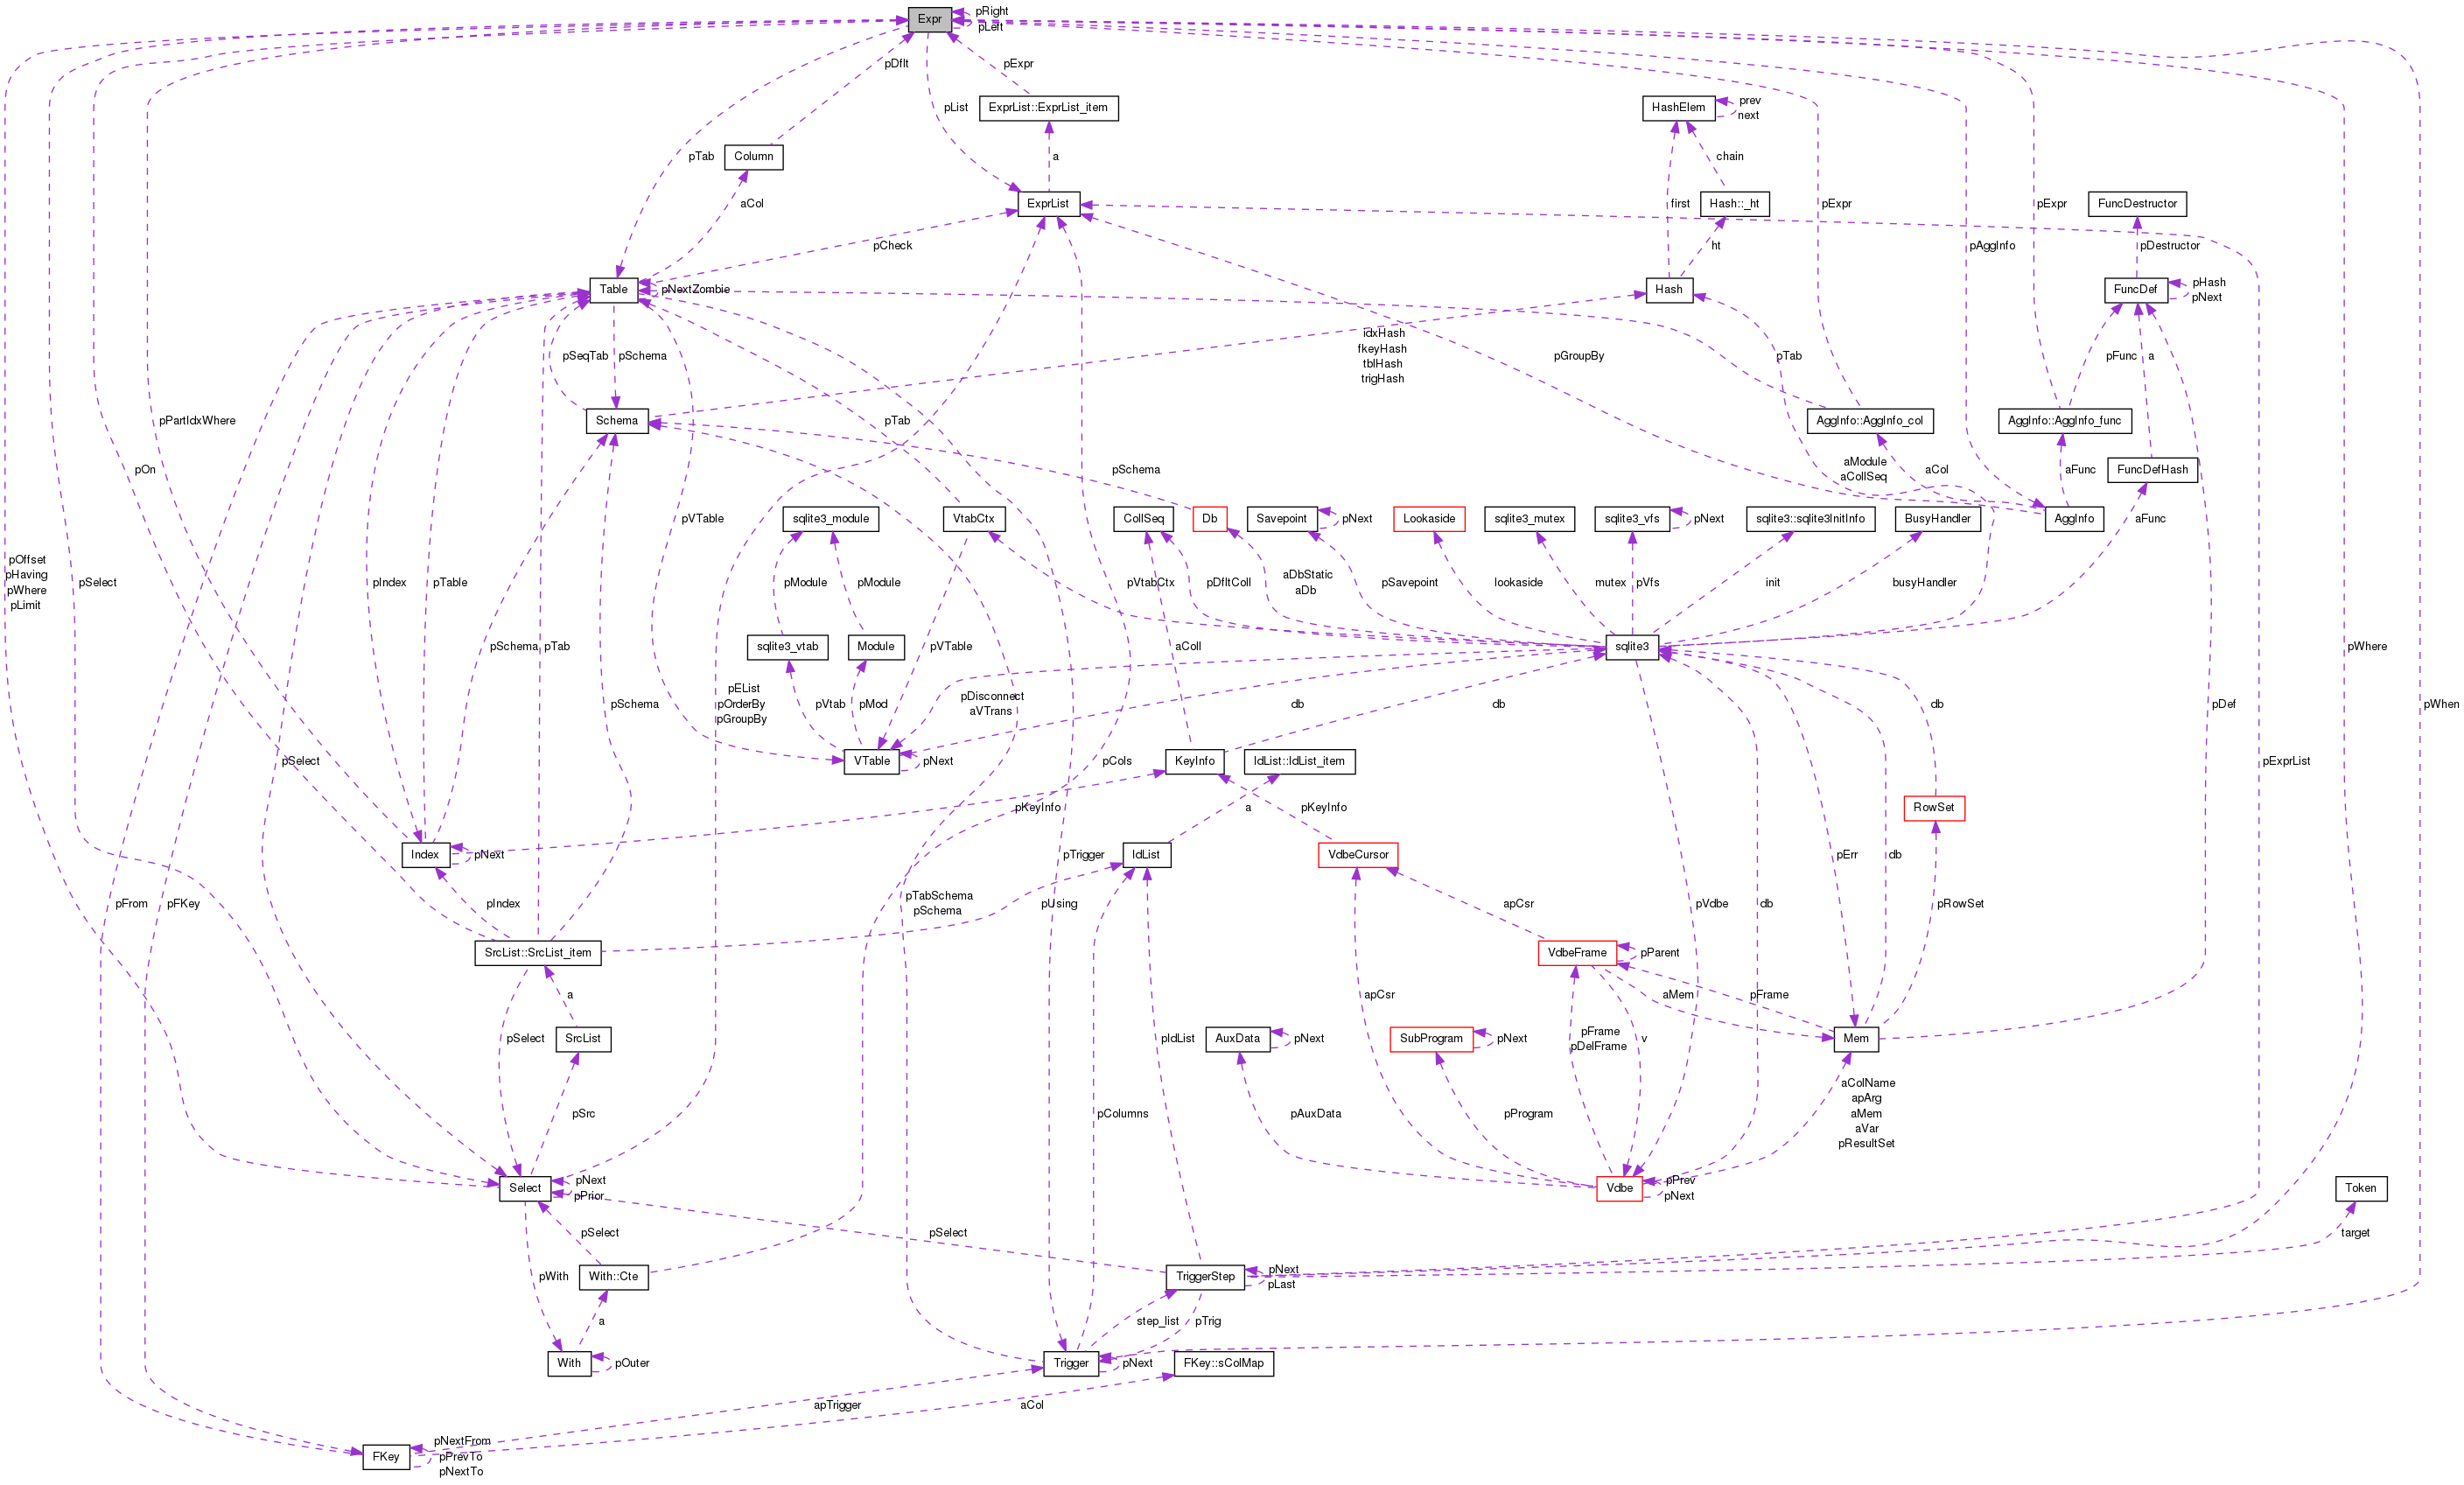 Expr
pRight
pLeft
pDflt
pExpr
ExprList::ExprList_item
HashElem
prev
next
pList
pTab
Column
a
chain
aCol
ExprList
Hash::_ht
pExpr
pExpr
FuncDestructor
pCheck
first
ht
pAggInfo
pDestructor
Table
pNextZombie
Hash
FuncDef
pHash
pNext
idxHash
fkeyHash
tblHash
trigHash
pSeqTab
pSchema
pGroupBy
pTab
pFunc
a
pPartIdxWhere
Schema
pTab
AggInfo::AggInfo_col
AggInfo::AggInfo_func
pOn
pSchema
aModule
aCollSeq
aCol
aFunc
FuncDefHash
pVTable
sqlite3_module
VtabCtx
CollSeq
Db
Savepoint
pNext
Lookaside
sqlite3_mutex
sqlite3_vfs
pNext
sqlite3::sqlite3InitInfo
BusyHandler
AggInfo
aFunc
pOffset
pHaving
pWhere
pLimit
pSelect
pIndex
pTable
pModule
pModule
pVtabCtx
pDfltColl
aDbStatic
aDb
pSavepoint
lookaside
mutex
pVfs
init
busyHandler
pSchema
pTab
sqlite3_vtab
Module
pVTable
aColl
sqlite3
pWhere
pSchema
pEList
pOrderBy
pGroupBy
pVtab
pMod
pDisconnect
aVTrans
db
db
db
pDef
pWhen
pSelect
VTable
pNext
pCols
KeyInfo
IdList::IdList_item
pExprList
pKeyInfo
a
pKeyInfo
RowSet
Index
pNext
pTrigger
IdList
VdbeCursor
pErr
db
pFrom
pFKey
pIndex
pTabSchema
pSchema
pUsing
apCsr
pVdbe
db
pRowSet
SrcList::SrcList_item
VdbeFrame
pParent
a
apCsr
aMem
pFrame
pSelect
SrcList
pIdList
AuxData
pNext
SubProgram
pNext
pFrame
pDelFrame
v
Mem
pSrc
pColumns
pAuxData
pProgram
aColName
apArg
aMem
aVar
pResultSet
Select
pNext
pPrior
Vdbe
pPrev
pNext
Token
pSelect
pSelect
target
pWith
With::Cte
TriggerStep
pNext
pLast
a
step_list
pTrig
With
pOuter
Trigger
pNext
FKey::sColMap
apTrigger
aCol
FKey
pNextFrom
pPrevTo
pNextTo